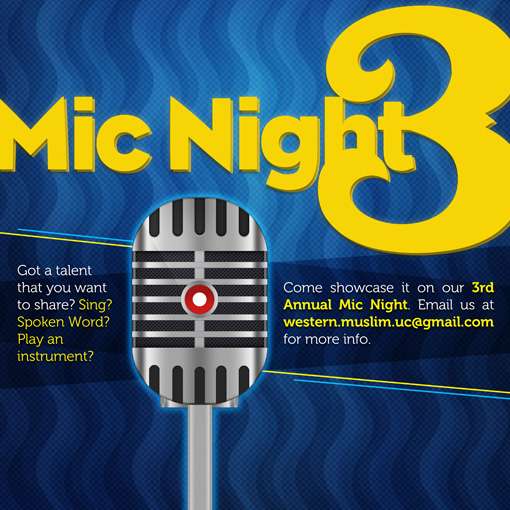 Mic Night 3
Got a talent
that you want
to share? Sing?
Spoken Word?
Play an
instrument?
Come showcase it on our 3rd
Annual Mic Night. Email us at
western.muslim.uc@gmail.com
for more info.